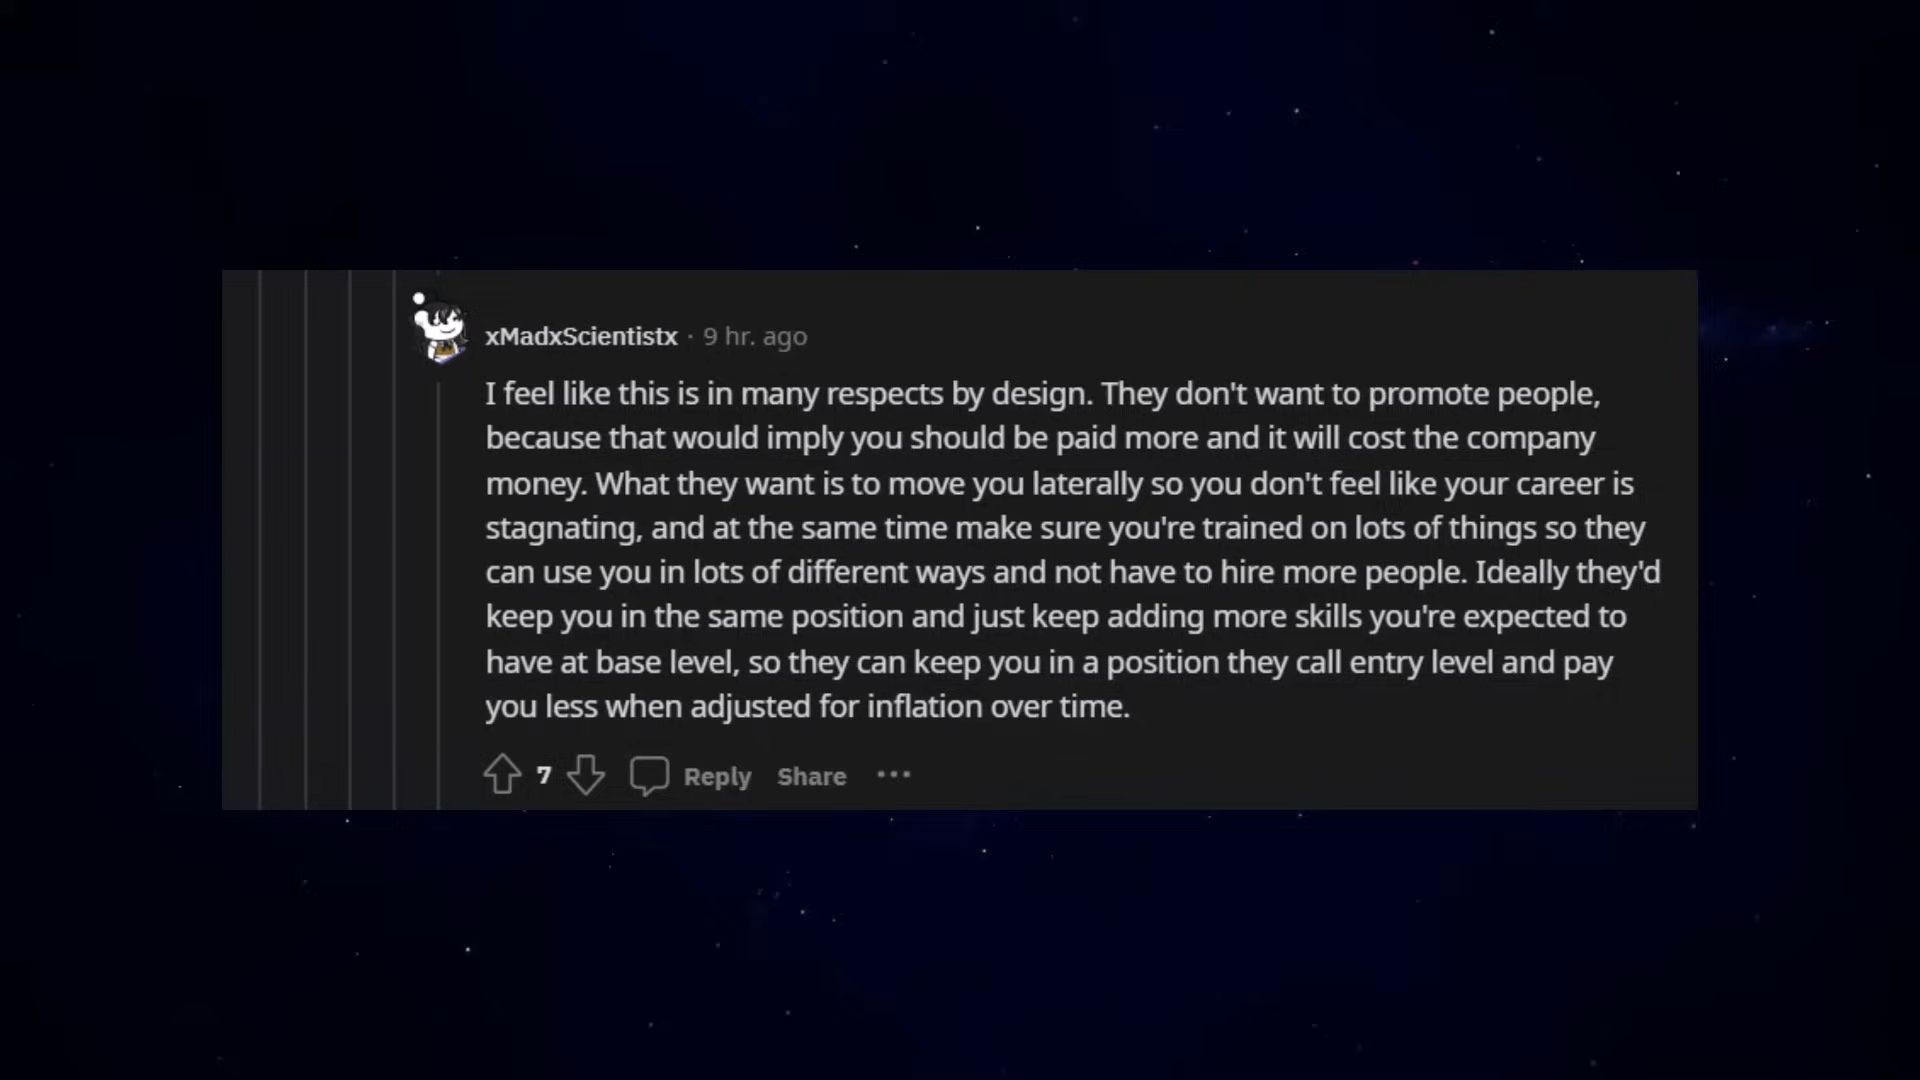 xMadxScientistx · 9 hr. ago
I feel like this is in many respects by design. They don't want to promote people,
because that would imply you should be paid more and it will cost the company
money. What they want is to move you laterally so you don't feel like your career is
stagnating, and at the same time make sure you're trained on lots of things so they
can use you in lots of different ways and not have to hire more people. Ideally they'd
keep you in the same position and just keep adding more skills you're expected to
have at base level, so they can keep you in a position they call entry level and pay
you less when adjusted for inflation over time.
7 Reply Share ...